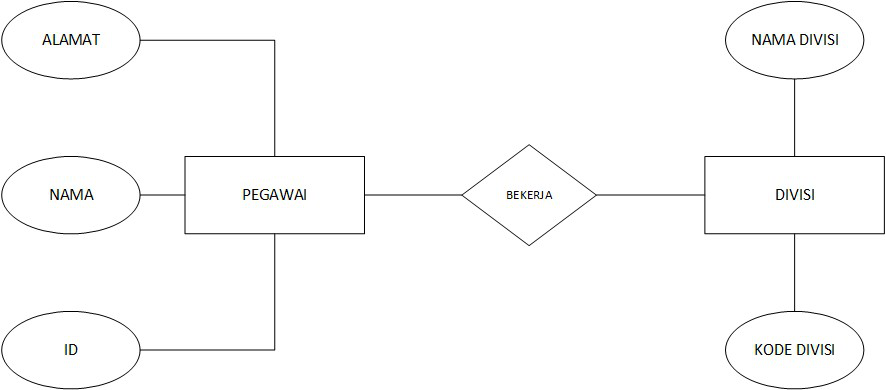 ALAMAT
NAMA DIVISI
NAMA
PEGAWAI
BEKERJA
DIVISI
ID
KODE DIVISI